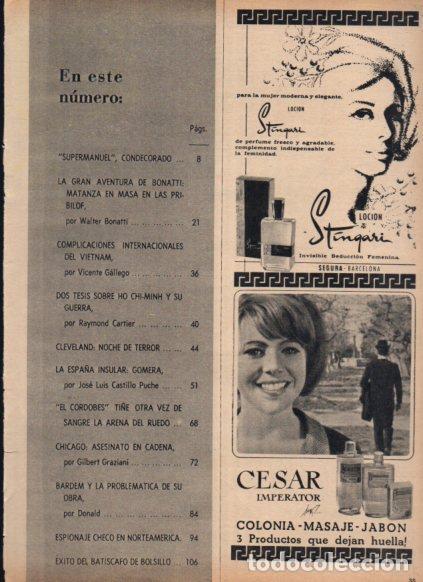 En este
número:
Págs.
"SUPERMANUEL", CONDECORADO ... 8
LA GRAN AVENTURA DE BONATTI:
MATANZA EN MASA EN LAS PRI-
BILOF,
por Walter Bonatti ... ... ... ... 21
COMPLICACIONES INTERNACIONALES
DEL VIETNAM,
por Vicente Gállego ... ... ... ... 36
DOS TESIS SOBRE HO CHI-MINH Y SU
GUERRA,
por Raymond Cartier ... ... ... 40
CLEVELAND: NOCHE DE TERROR ... 44
LA ESPAÑA INSULAR: GOMERA,
por José Luis Castillo Puche ... ... 51
"EL CORDOBES" TIÑE OTRA VEZ DE
SANGRE LA ARENA DEL RUEDO ... 68
CHICAGO: ASESINATO EN CADENA,
por Gilbert Graziani ... ... ... ... 72
BARDEM Y LA PROBLEMATICA DE SU
OBRA,
por Donald ... ... ... ... ... ... 84
ESPIONAJE CHECO EN NORTEAMERICA. 94
ÉXITO DEL BATISCAFO DE BOLSILLO ... 106
para la mujer moderna y elegante,
LOCION
Stingari
de perfume fresco y agradable,
complemento indispensable de
la feminidad.
LOCION
Stingari
Invisible Seducción Femenina.
SEGURA-BARCELONA
CESAR
IMPERATOR
COLONIA-MASAJE-JABON
3 Productos que dejan huella!
todocoleccion